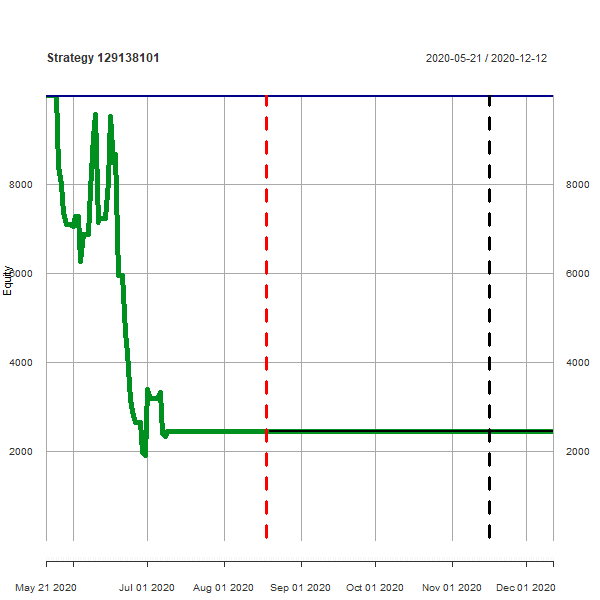 Strategy 129138101
2020-05-21 / 2020-12-12
8000
8000
Equity
6000
6000
4000
4000
2000
2000
May 21 2020
Jul 01 2020
Aug 01 2020
Sep 01 2020
Oct 01 2020
Nov 01 2020
Dec 01 2020